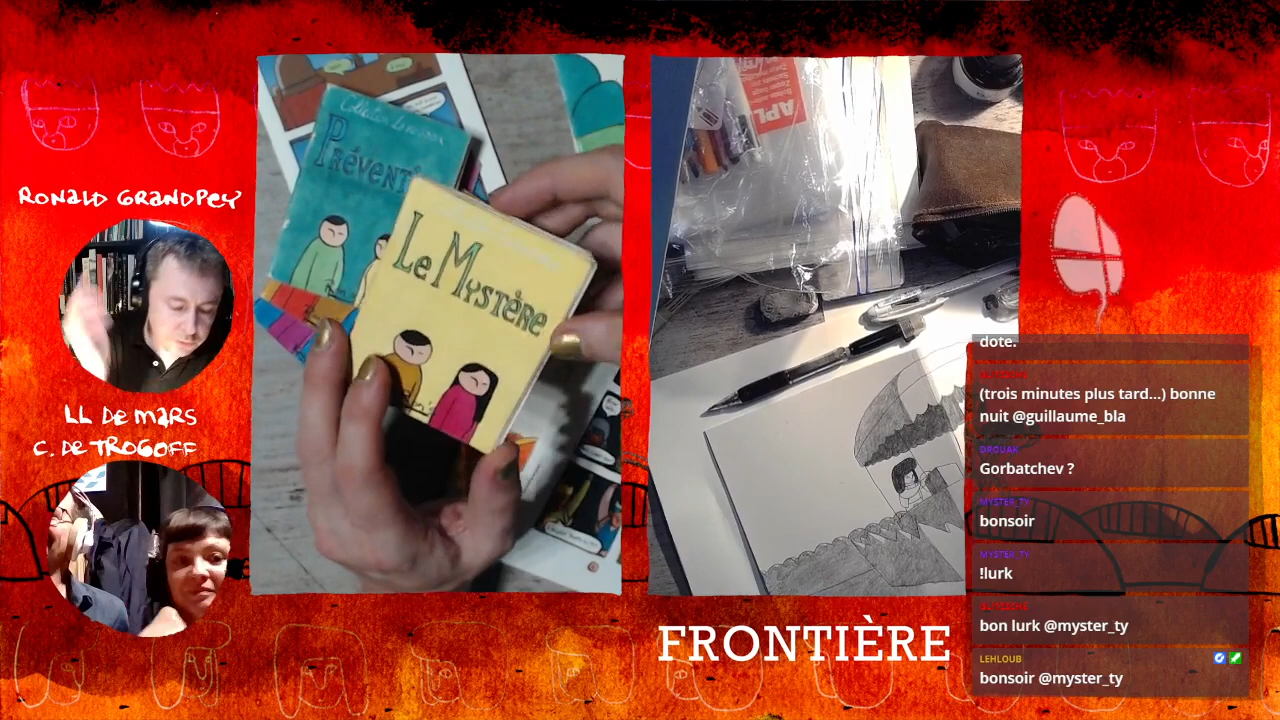 RONALD GRANDPEY
LL DE MARS
C. DE TROGOFF
PRÉVENTI
LE MYSTÈRE
APLI
FRONTIÈRE
dote.
(trois minutes plus tard...) bonne
nuit @guillaume_bla
DROUAK
Gorbatchev ?
MYSTER_TY
bonsoir
MYSTER_TY
!lurk
bon lurk @myster_ty
LEHLOUB
bonsoir @myster_ty